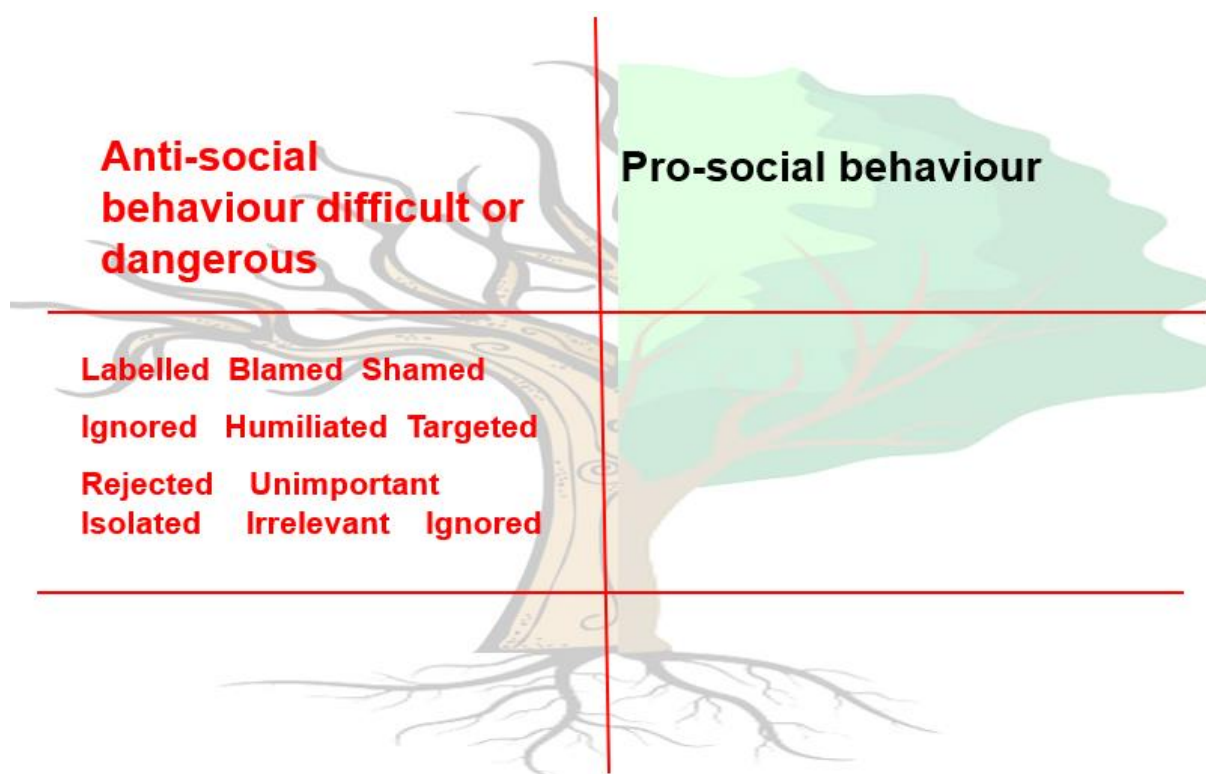 Anti-social
behaviour difficult or
dangerous
Pro-social behaviour
Labelled Blamed Shamed
Ignored Humiliated Targeted
Rejected Unimportant
Isolated Irrelevant Ignored